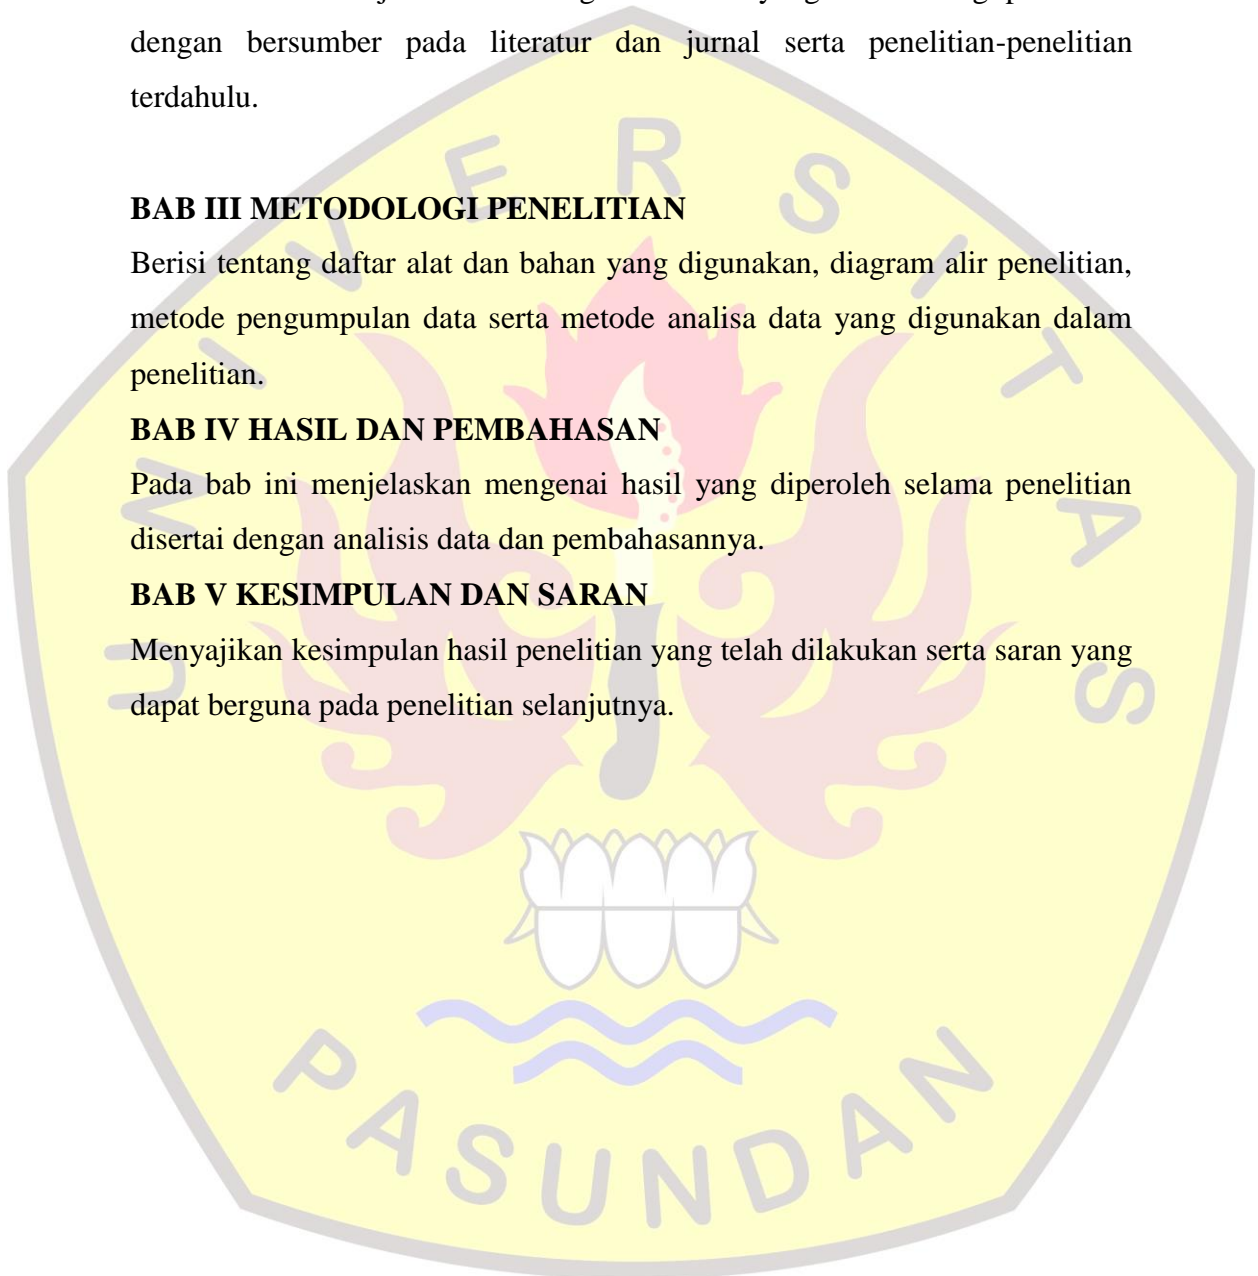 dengan bersumber pada literatur dan jurnal serta penelitian-penelitian
terdahulu.
BAB III METODOLOGI PENELITIAN
Berisi tentang daftar alat dan bahan yang digunakan, diagram alir penelitian,
metode pengumpulan data serta metode analisa data yang digunakan dalam
penelitian.
BAB IV HASIL DAN PEMBAHASAN
Pada bab ini menjelaskan mengenai hasil yang diperoleh selama penelitian
disertai dengan analisis data dan pembahasannya.
BAB V KESIMPULAN DAN SARAN
Menyajikan kesimpulan hasil penelitian yang telah dilakukan serta saran yang
dapat berguna pada penelitian selanjutnya.
UNIVERSITAS
PASUNDAN